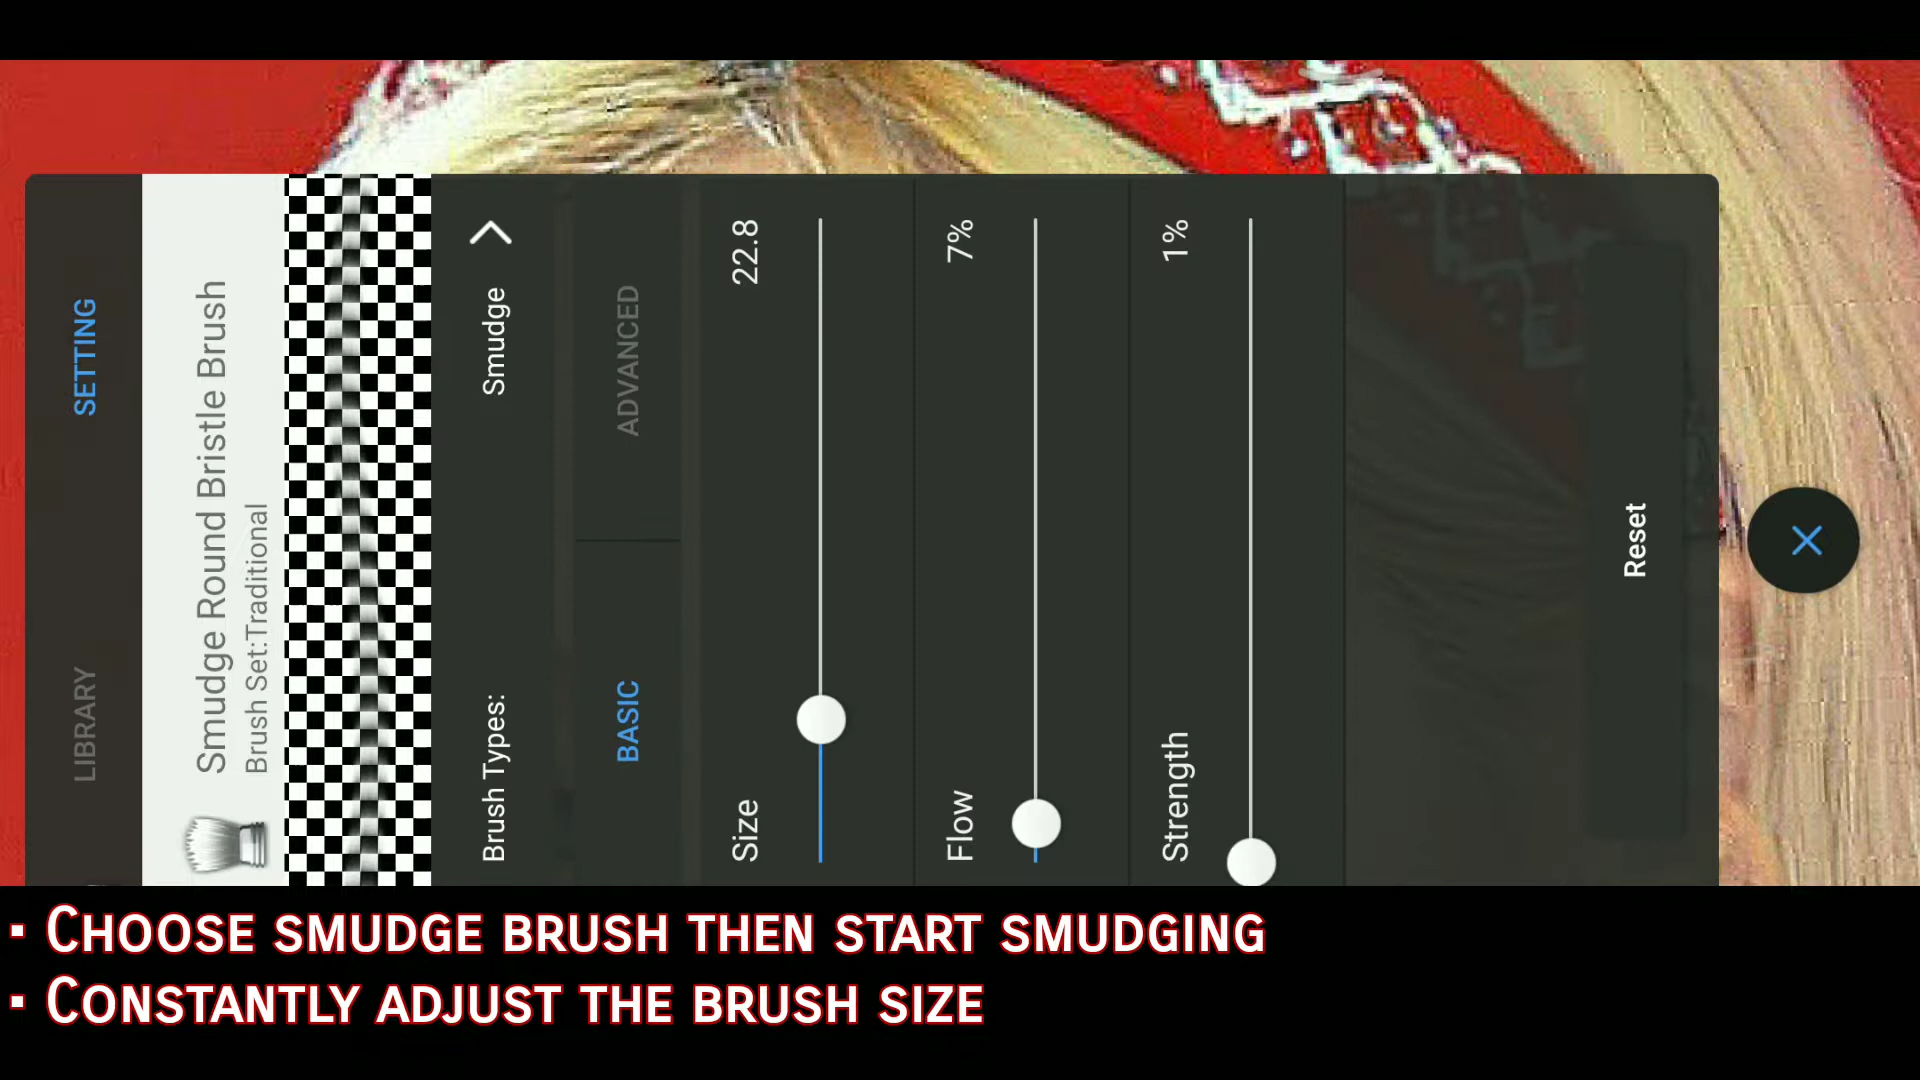 LIBRARY SETTING
Smudge Round Bristle Brush
Brush Set:Traditional
Brush Types: Smudge
BASIC ADVANCED
Size 22.8
Flow 7%
Strength 1%
Reset
· CHOOSE SMUDGE BRUSH THEN START SMUDGING
· CONSTANTLY ADJUST THE BRUSH SIZE